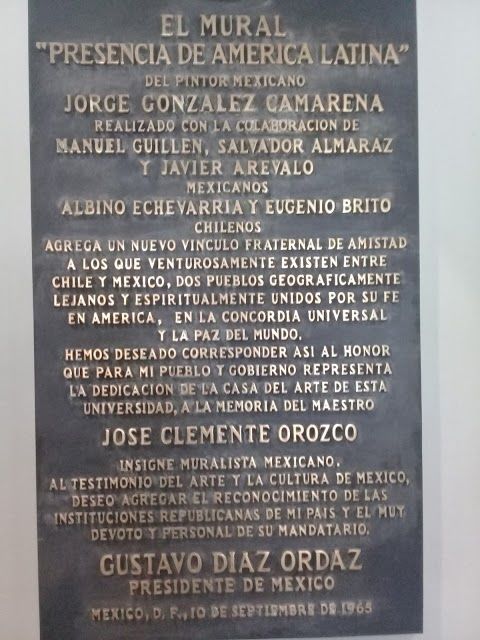 EL MURAL
"PRESENCIA DE AMERICA LATINA"
DEL PINTOR MEXICANO
JORGE GONZALEZ CAMARENA
REALIZADO CON LA COLABORACION DE
MANUEL GUILLEN, SALVADOR ALMARAZ
Y JAVIER AREVALO
MEXICANOS
ALBINO ECHEVARRIA Y EUGENIO BRITO
CHILENOS
AGREGA UN NUEVO VINCULO FRATERNAL DE AMISTAD
A LOS QUE VENTUROSAMENTE EXISTEN ENTRE
CHILE Y MEXICO, DOS PUEBLOS GEOGRAFICAMENTE
LEJANOS Y ESPIRITUALMENTE UNIDOS POR SU FE
EN AMERICA, EN LA CONCORDIA UNIVERSAL
Y LA PAZ DEL MUNDO.
HEMOS DESEADO CORRESPONDER ASI AL HONOR
QUE PARA MI PUEBLO Y GOBIERNO REPRESENTA
LA DEDICACION DE LA CASA DEL ARTE DE ESTA
UNIVERSIDAD, A LA MEMORIA DEL MAESTRO
JOSE CLEMENTE OROZCO
INSIGNE MURALISTA MEXICANO.
AL TESTIMONIO DEL ARTE Y LA CULTURA DE MEXICO,
DESEO AGREGAR EL RECONOCIMIENTO DE LAS
INSTITUCIONES REPUBLICANAS DE MI PAIS Y EL MUY
DEVOTO Y PERSONAL DE SU MANDATARIO.
GUSTAVO DIAZ ORDAZ
PRESIDENTE DE MEXICO
MEXICO, D. F., 10 DE SEPTIEMBRE DE 1965